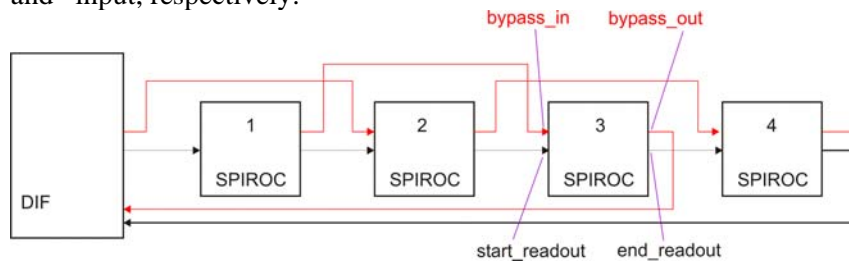 and input, respectively.
bypass_in bypass_out
1 2 3 4
SPIROC SPIROC SPIROC SPIROC
DIF
start_readout end_readout